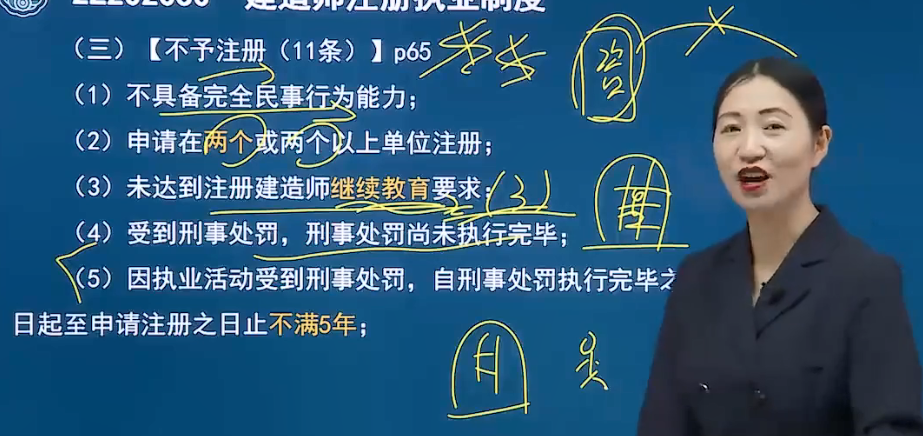 建造师注册执业制度
（三）【不予注册（11条）】p65
（1）不具备完全民事行为能力；
（2）申请在两个或两个以上单位注册；
（3）未达到注册建造师继续教育要求；（3）
（4）受到刑事处罚，刑事处罚尚未执行完毕；
（5）因执业活动受到刑事处罚，自刑事处罚执行完毕之
日起至申请注册之日止不满5年；